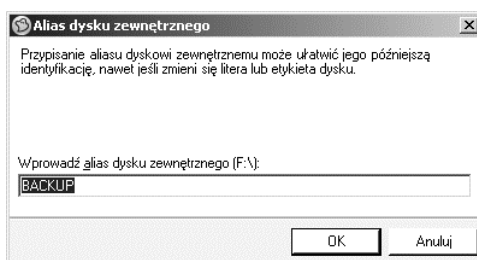 Alias dysku zewnętrznego
Przypisanie aliasu dyskowi zewnętrznemu może ułatwić jego późniejszą
identyfikację, nawet jeśli zmieni się litera lub etykieta dysku.
Wprowadź alias dysku zewnętrznego (F:\):
BACKUP
OK Anuluj